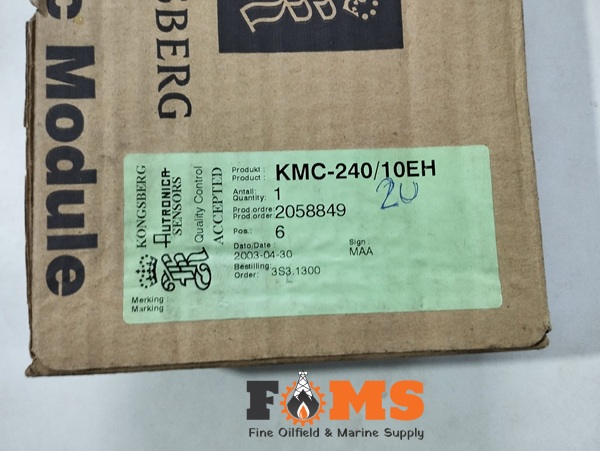 c Module
SBERG
KONGSBERG
AUTRONICA
SENSORS
Quality Control
ACCEPTED
Produkt :
Product : KMC-240/10EH
20
Antall:
Quantity: 1
Prod.ordre:
Prod.order: 2058849
Pos.: 6
Dato/Date :
2003-04-30
Sign.:
MAA
Bestilling:
Order: 3S3.1300
Merking :
Marking :
FOMS
Fine Oilfield & Marine Supply